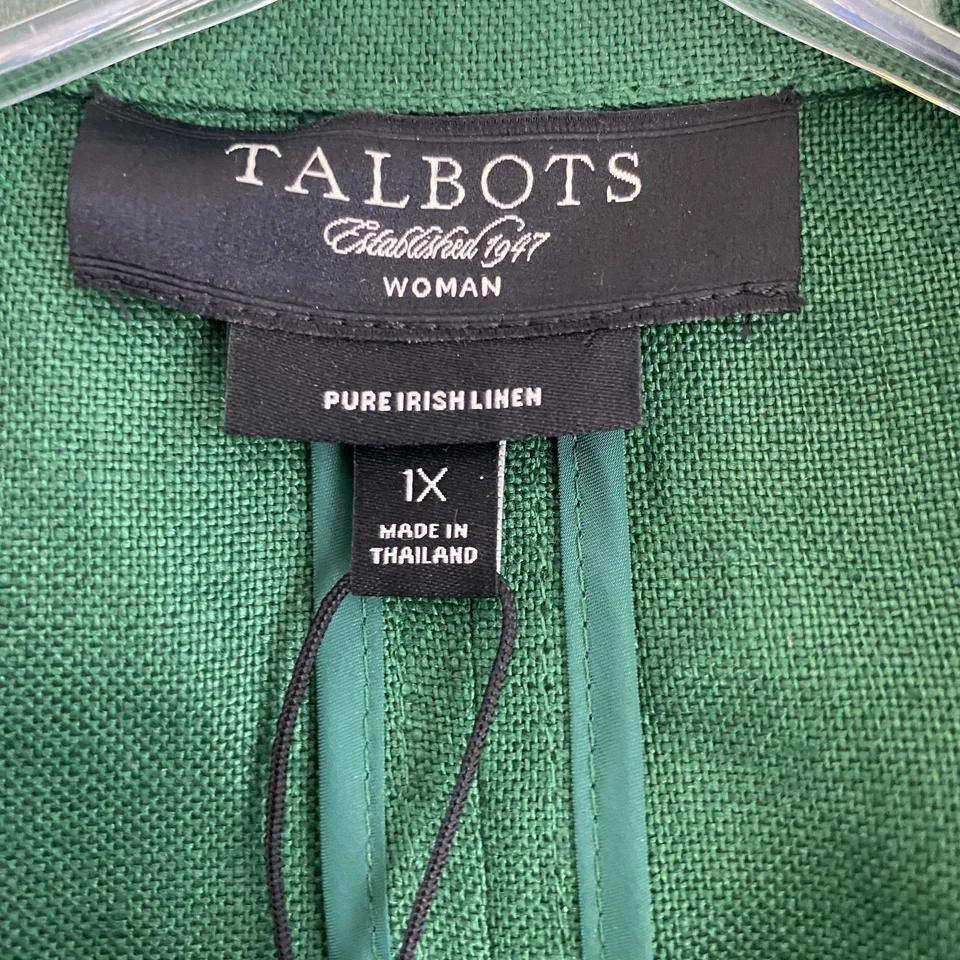 TALBOTS
Established 1947
WOMAN
PURE IRISH LINEN
1X
MADE IN
THAILAND